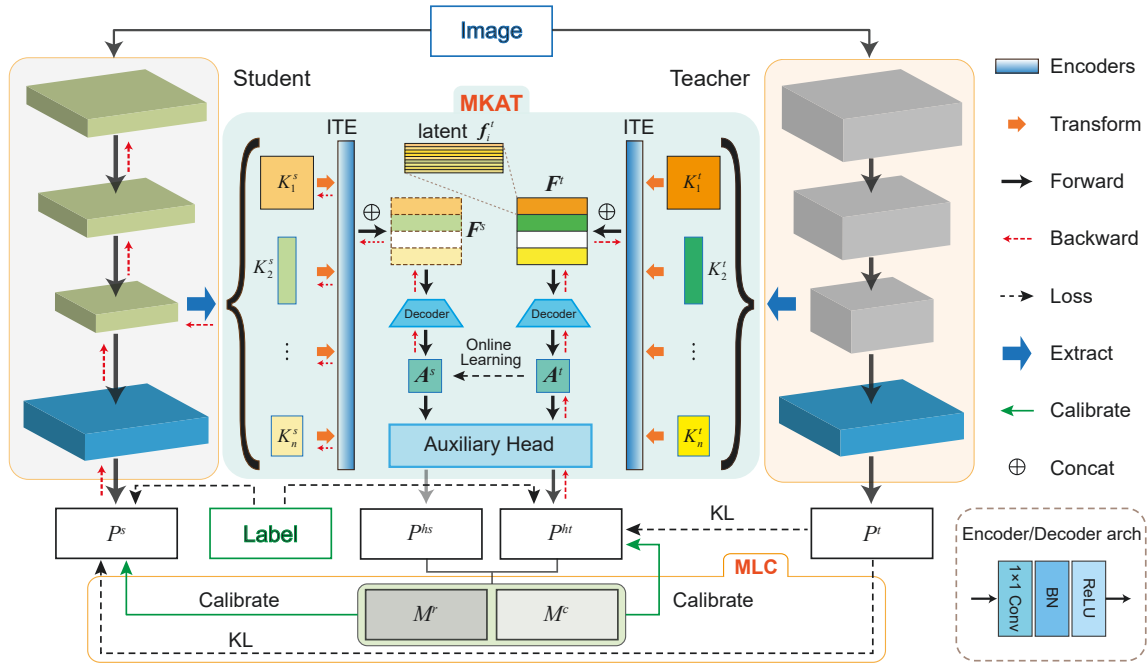 Image
Student
Teacher
MKAT
ITE
latent f_i^t
ITE
K_1^s
K_1^t
F^t
⊕
⊕
F^s
K_2^s
K_2^t
Decoder
Decoder
⋮
Online
Learning
⋮
A^s
A^t
K_n^s
Auxiliary Head
K_n^t
P^s
Label
P^hs
P^ht
KL
P^t
MLC
Calibrate
M^r
M^c
Calibrate
KL
Encoders
Transform
Forward
Backward
Loss
Extract
Calibrate
⊕ Concat
Encoder/Decoder arch
1×1 Conv
BN
ReLU